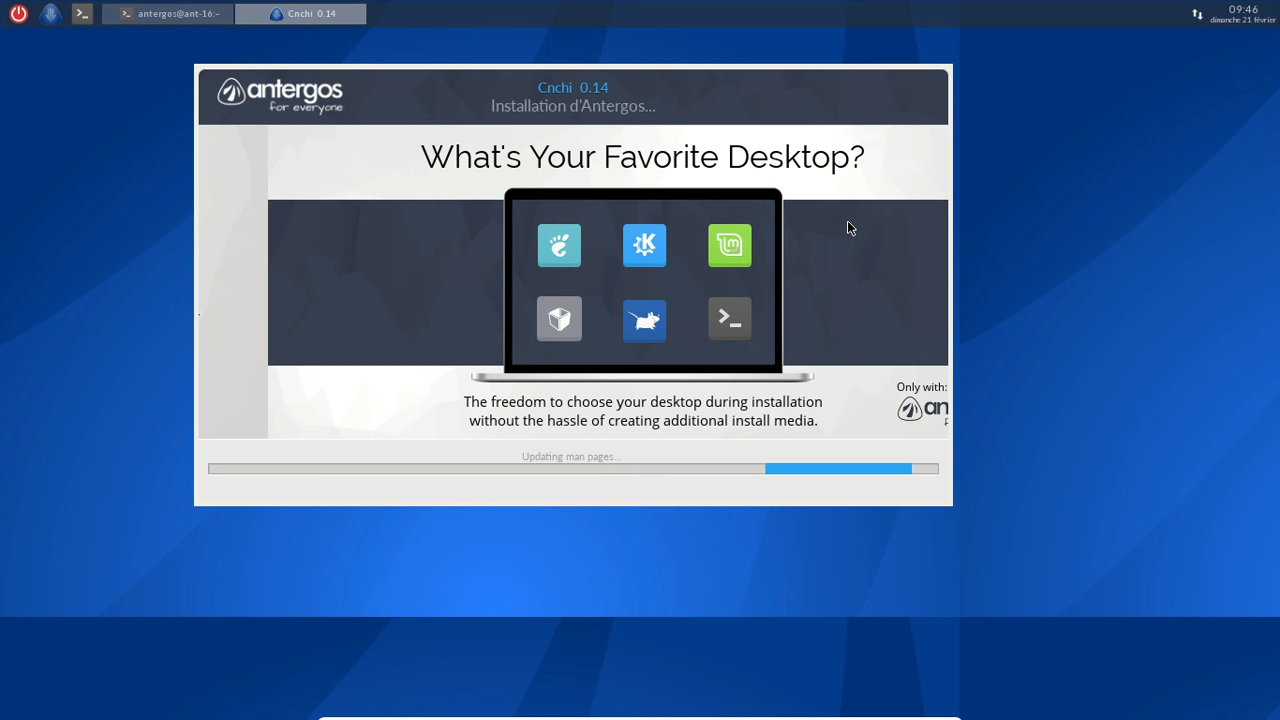 antergos@ant-16:~
Cnchi 0.14
09:46
dimanche 21 février
antergos
for everyone
Cnchi 0.14
Installation d'Antergos...
What's Your Favorite Desktop?
The freedom to choose your desktop during installation
without the hassle of creating additional install media.
Only with:
an
Updating man pages...